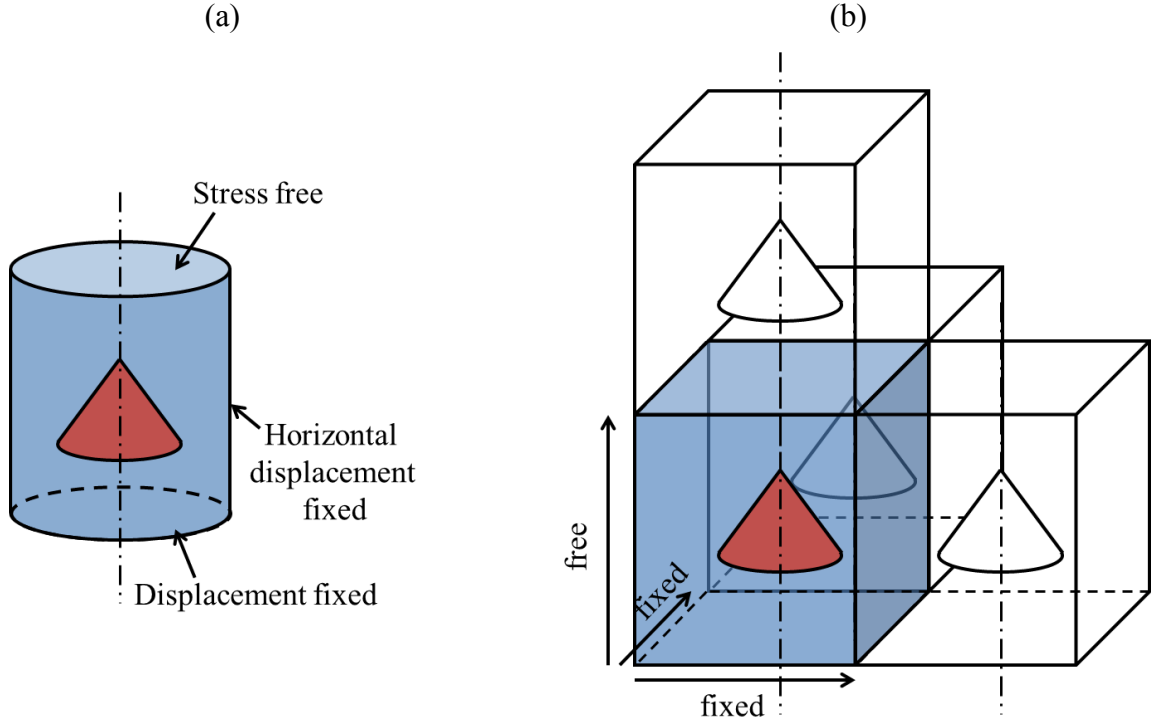 (a)
Stress free
Horizontal
displacement
fixed
Displacement fixed
(b)
free
fixed
fixed